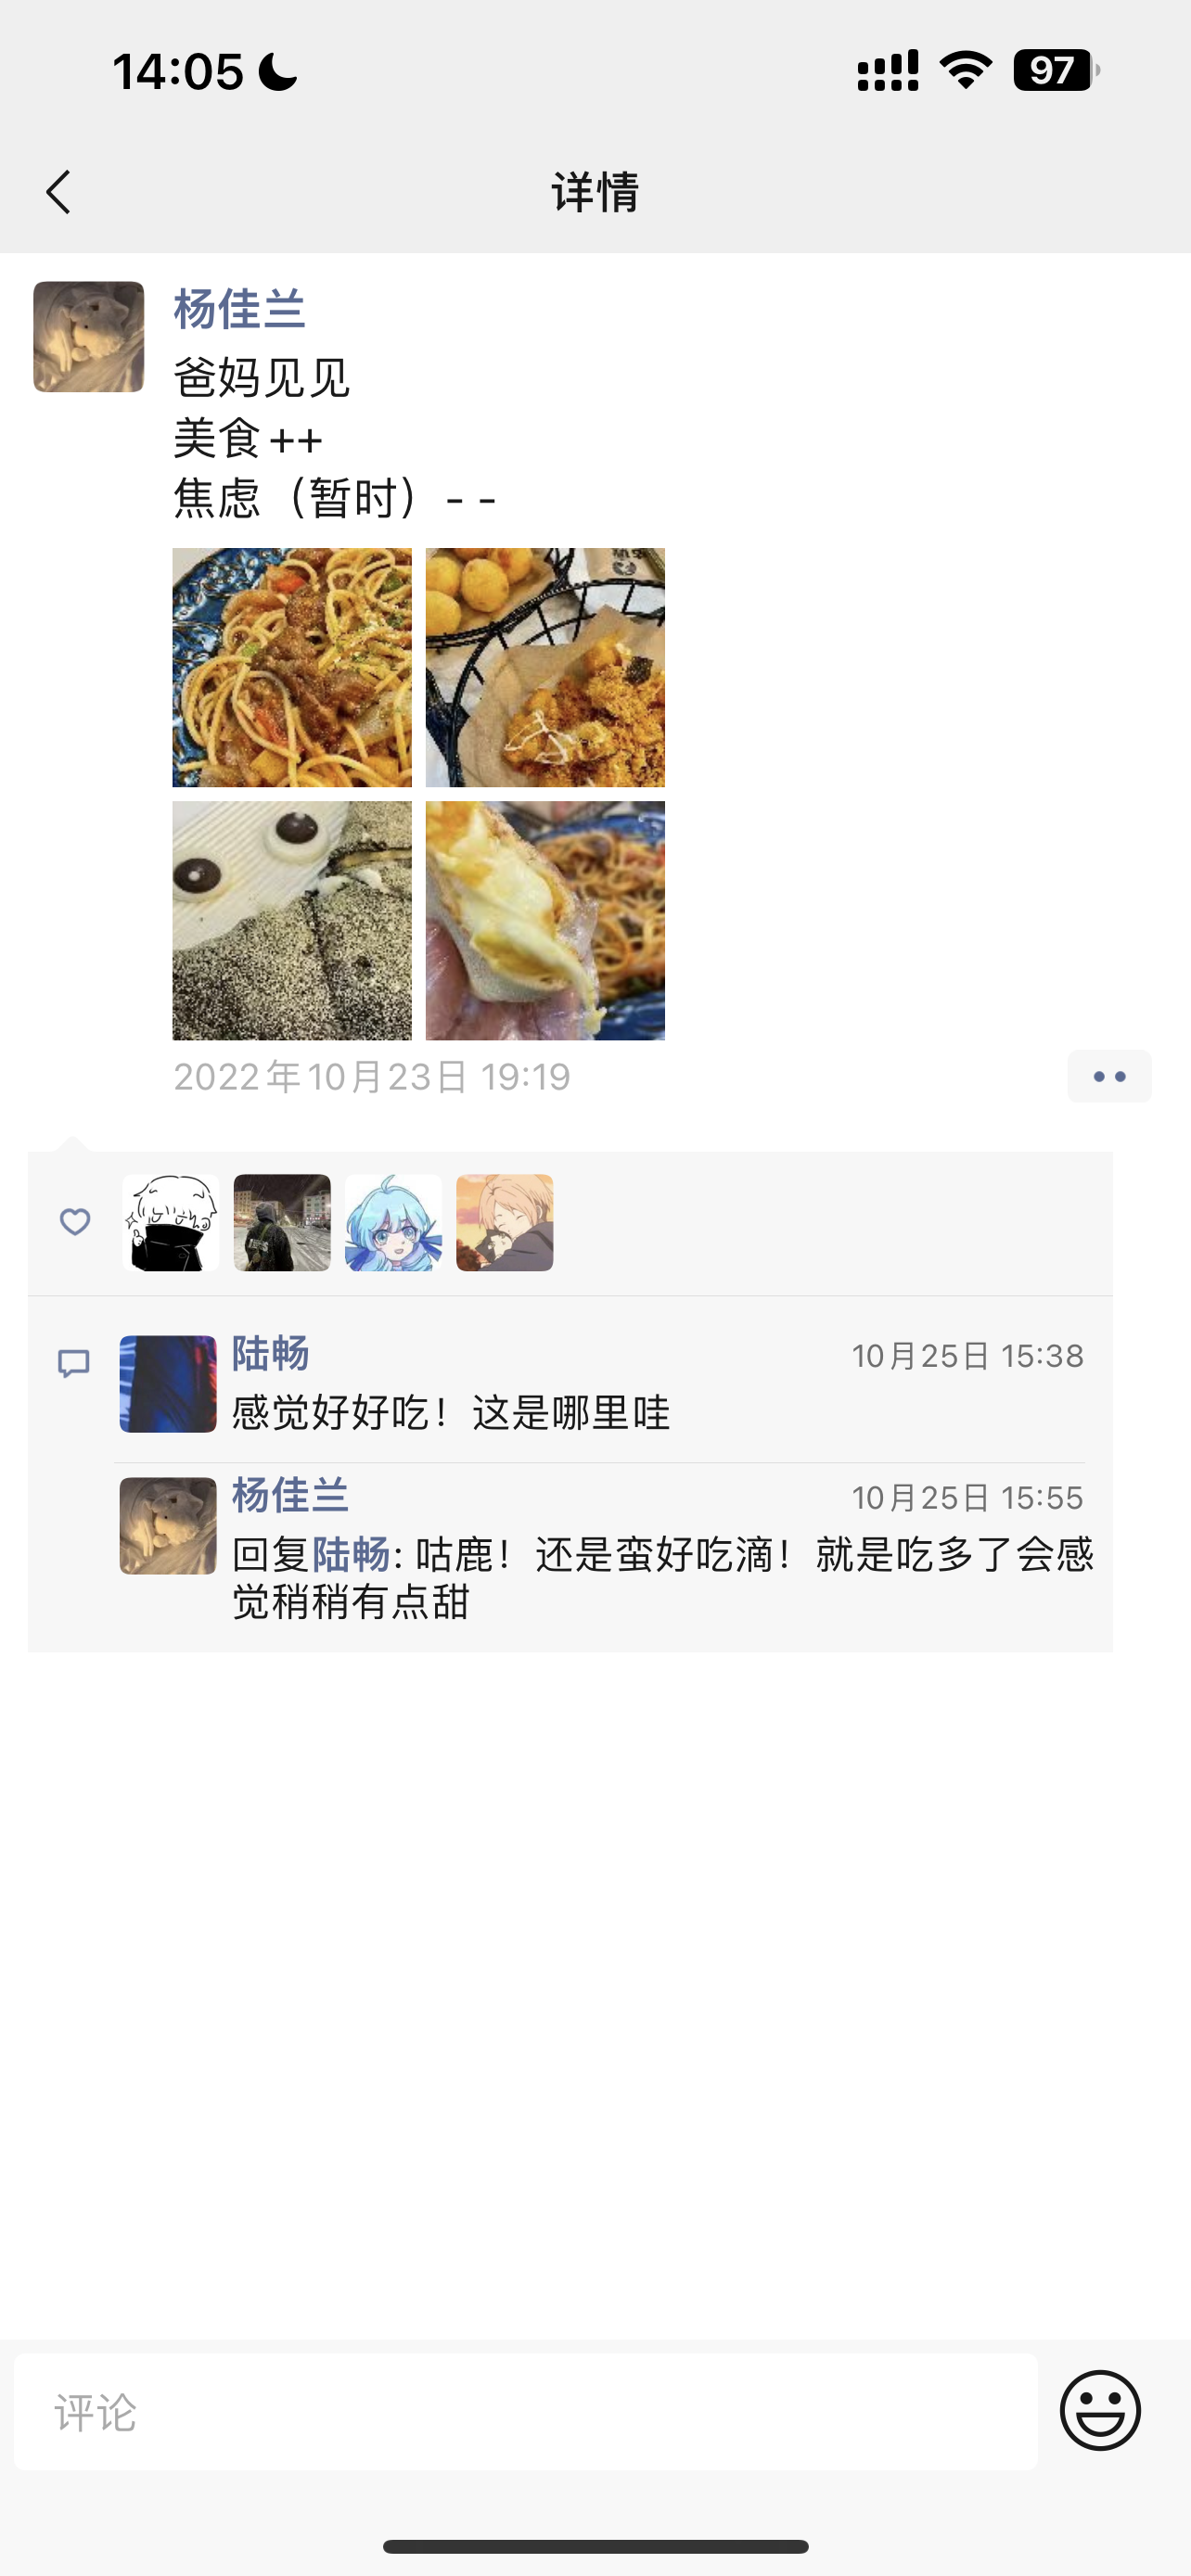 14:05
97
详情
杨佳兰
爸妈见见
美食++
焦虑（暂时）- -
2022年10月23日 19:19
陆畅
10月25日 15:38
感觉好好吃！这是哪里哇
杨佳兰
10月25日 15:55
回复陆畅: 咕鹿！还是蛮好吃滴！就是吃多了会感
觉稍稍有点甜
评论